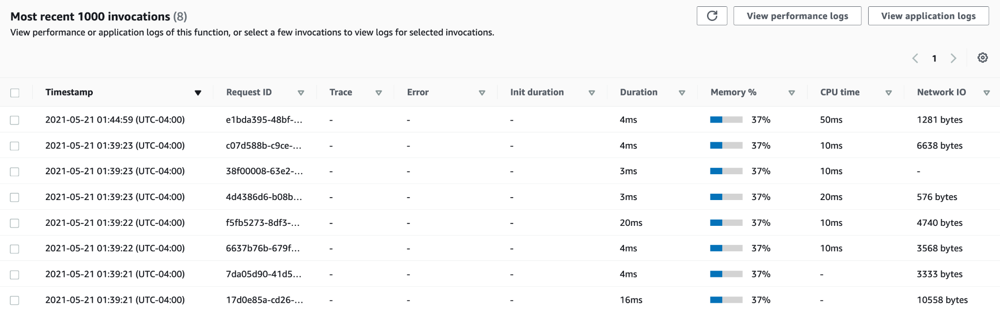 Most recent 1000 invocations (8)
View performance logs
View application logs
View performance or application logs of this function, or select a few invocations to view logs for selected invocations.
1
Timestamp Request ID Trace Error Init duration Duration Memory % CPU time Network IO
2021-05-21 01:44:59 (UTC-04:00) e1bda395-48bf-... - - - 4ms 37% 50ms 1281 bytes
2021-05-21 01:39:23 (UTC-04:00) c07d588b-c9ce-... - - - 4ms 37% 10ms 6638 bytes
2021-05-21 01:39:23 (UTC-04:00) 38f00008-63e2-... - - - 3ms 37% 10ms -
2021-05-21 01:39:23 (UTC-04:00) 4d4386d6-b08b... - - - 3ms 37% 20ms 576 bytes
2021-05-21 01:39:22 (UTC-04:00) f5fb5273-8df3-... - - - 20ms 37% 10ms 4740 bytes
2021-05-21 01:39:22 (UTC-04:00) 6637b76b-679f... - - - 4ms 37% 10ms 3568 bytes
2021-05-21 01:39:21 (UTC-04:00) 7da05d90-41d5... - - - 4ms 37% - 3333 bytes
2021-05-21 01:39:21 (UTC-04:00) 17d0e85a-cd26-... - - - 16ms 37% - 10558 bytes